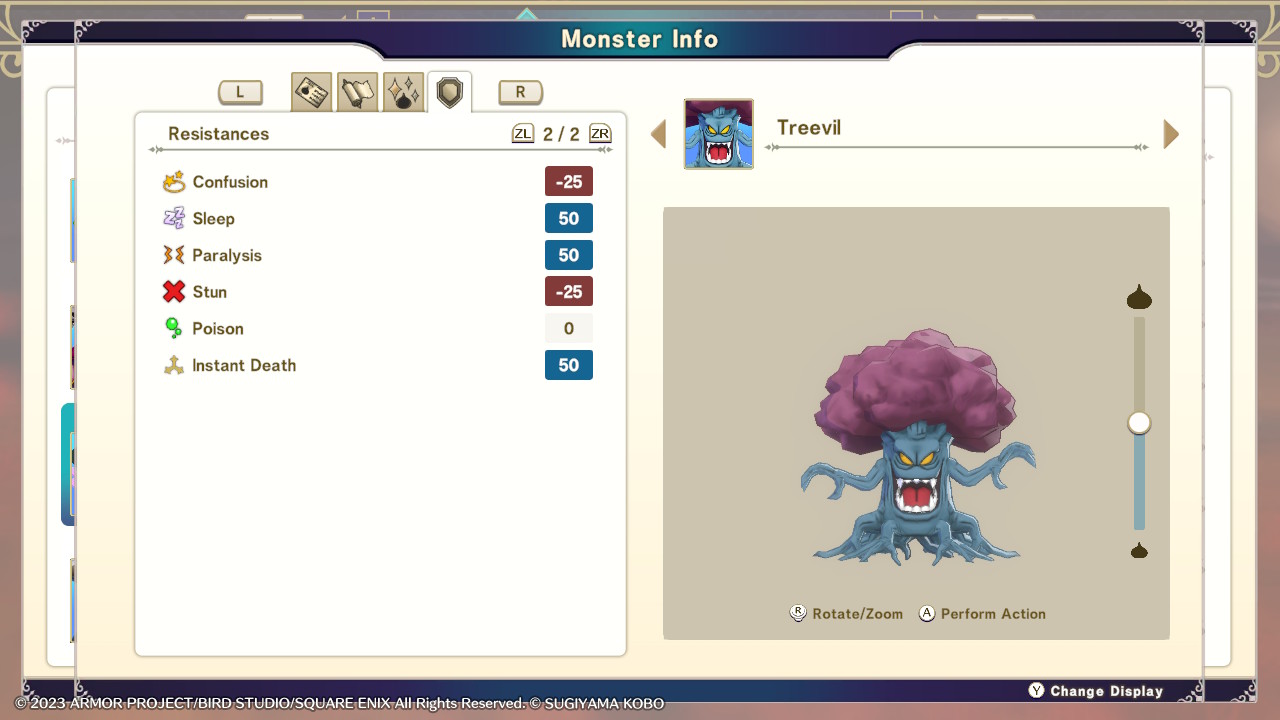 Monster Info
L
R
Resistances
ZL 2 / 2 ZR
Confusion -25
Sleep 50
Paralysis 50
Stun -25
Poison 0
Instant Death 50
Treevil
R Rotate/Zoom A Perform Action
Y Change Display
© 2023 ARMOR PROJECT/BIRD STUDIO/SQUARE ENIX All Rights Reserved. © SUGIYAMA KOBO